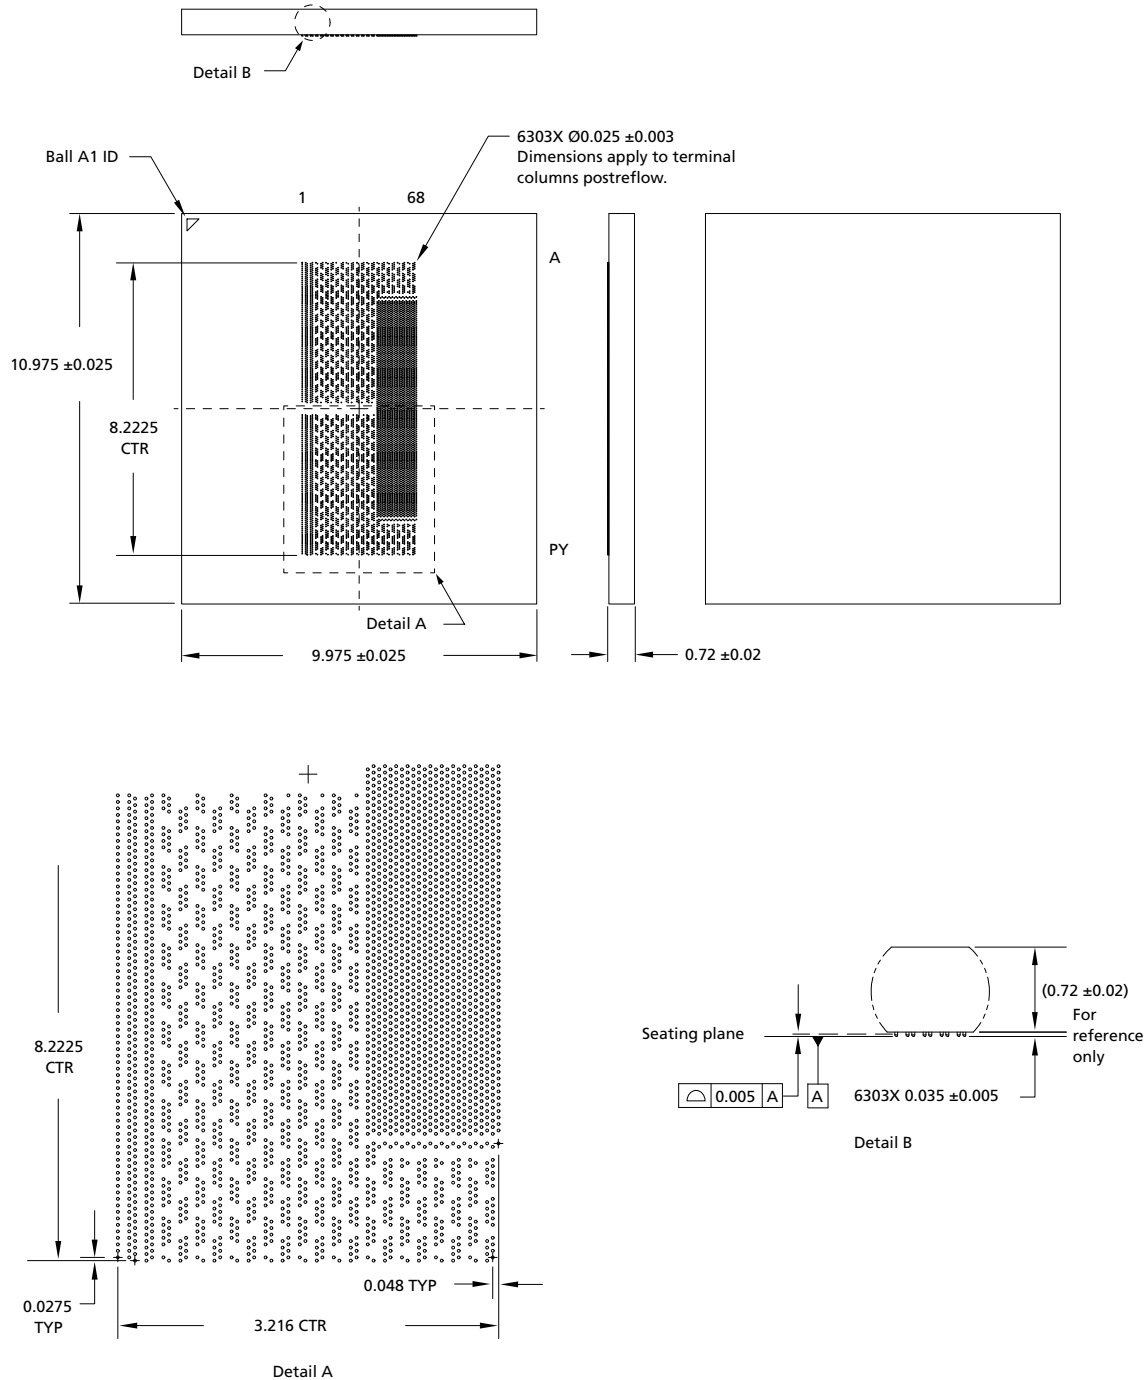 Detail B
6303X Ø0.025 ±0.003
Dimensions apply to terminal
columns postreflow.
Ball A1 ID
1
68
A
10.975 ±0.025
8.2225
CTR
PY
Detail A
9.975 ±0.025
0.72 ±0.02
8.2225
CTR
0.0275
TYP
0.048 TYP
3.216 CTR
Detail A
(0.72 ±0.02)
For
reference
only
Seating plane
0.005 A
A
6303X 0.035 ±0.005
Detail B